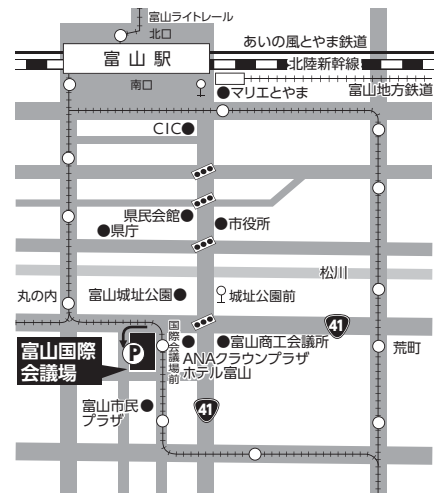 富山ライトレール
北口
富山駅
南口
あいの風とやま鉄道
北陸新幹線
富山地方鉄道
マリエとやま
CIC
県民会館
県庁
市役所
松川
丸の内
富山城址公園
城址公園前
41
富山国際
会議場
P
国際会議場前
富山商工会議所
ANAクラウンプラザ
ホテル富山
荒町
富山市民
プラザ
41